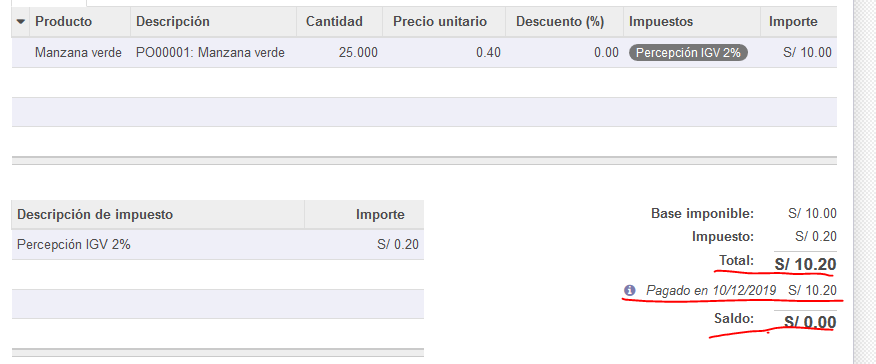 Producto Descripción Cantidad Precio unitario Descuento (%) Impuestos Importe
Manzana verde PO00001: Manzana verde 25.000 0.40 0.00 Percepción IGV 2% S/ 10.00
Descripción de impuesto Importe
Percepción IGV 2% S/ 0.20
Base imponible: S/ 10.00
Impuesto: S/ 0.20
Total: S/ 10.20
Pagado en 10/12/2019 S/ 10.20
Saldo: S/ 0.00